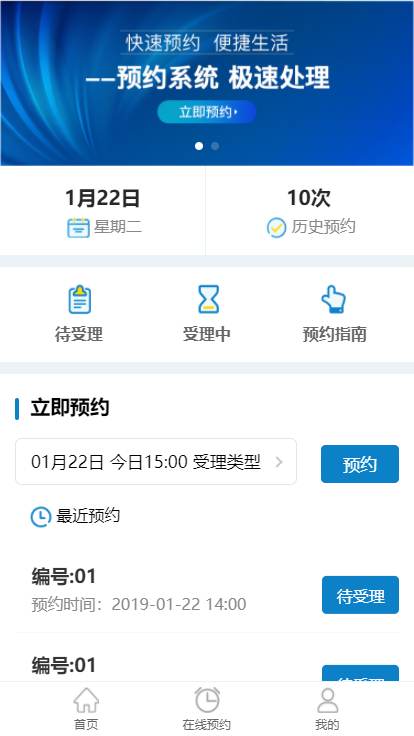 快速预约 便捷生活
--预约系统 极速处理
立即预约
1月22日
星期二
10次
历史预约
待受理
受理中
预约指南
立即预约
01月22日 今日15:00 受理类型
预约
最近预约
编号:01
预约时间：2019-01-22 14:00
待受理
编号:01
待受理
首页
在线预约
我的